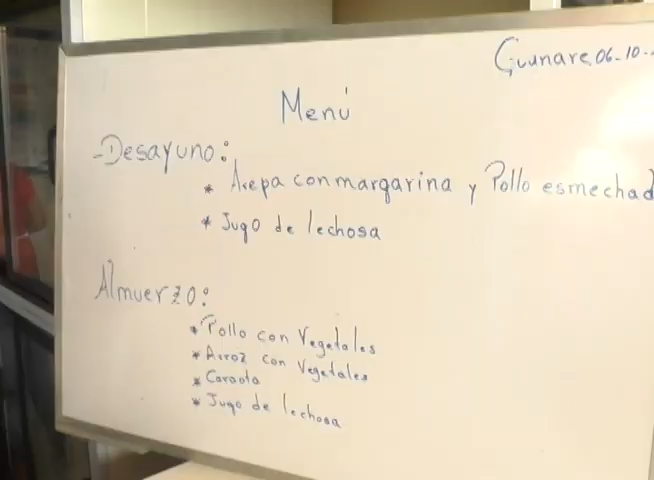 Guanare, 06-10-
Menú
-Desayuno:
* Arepa con margarina y Pollo esmechad
* Jugo de lechosa
Almuerzo:
* Pollo con Vegetales
* Arroz con Vegetales
* Caraota
* Jugo de lechosa